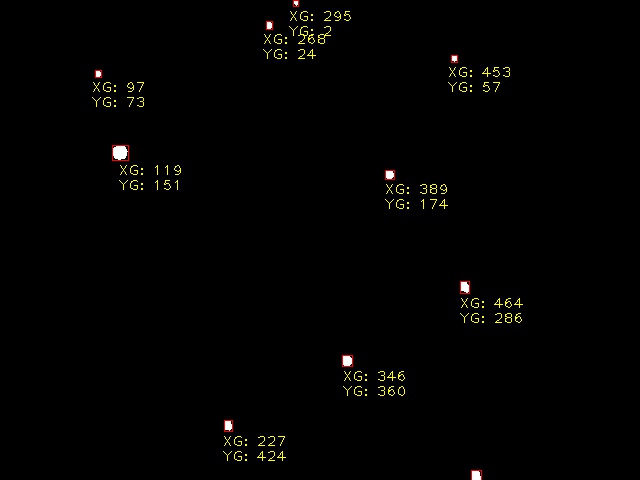 XG: 295
YG: 2
XG: 268
YG: 24
XG: 453
YG: 57
XG: 97
YG: 73
XG: 119
YG: 151
XG: 389
YG: 174
XG: 464
YG: 286
XG: 346
YG: 360
XG: 227
YG: 424